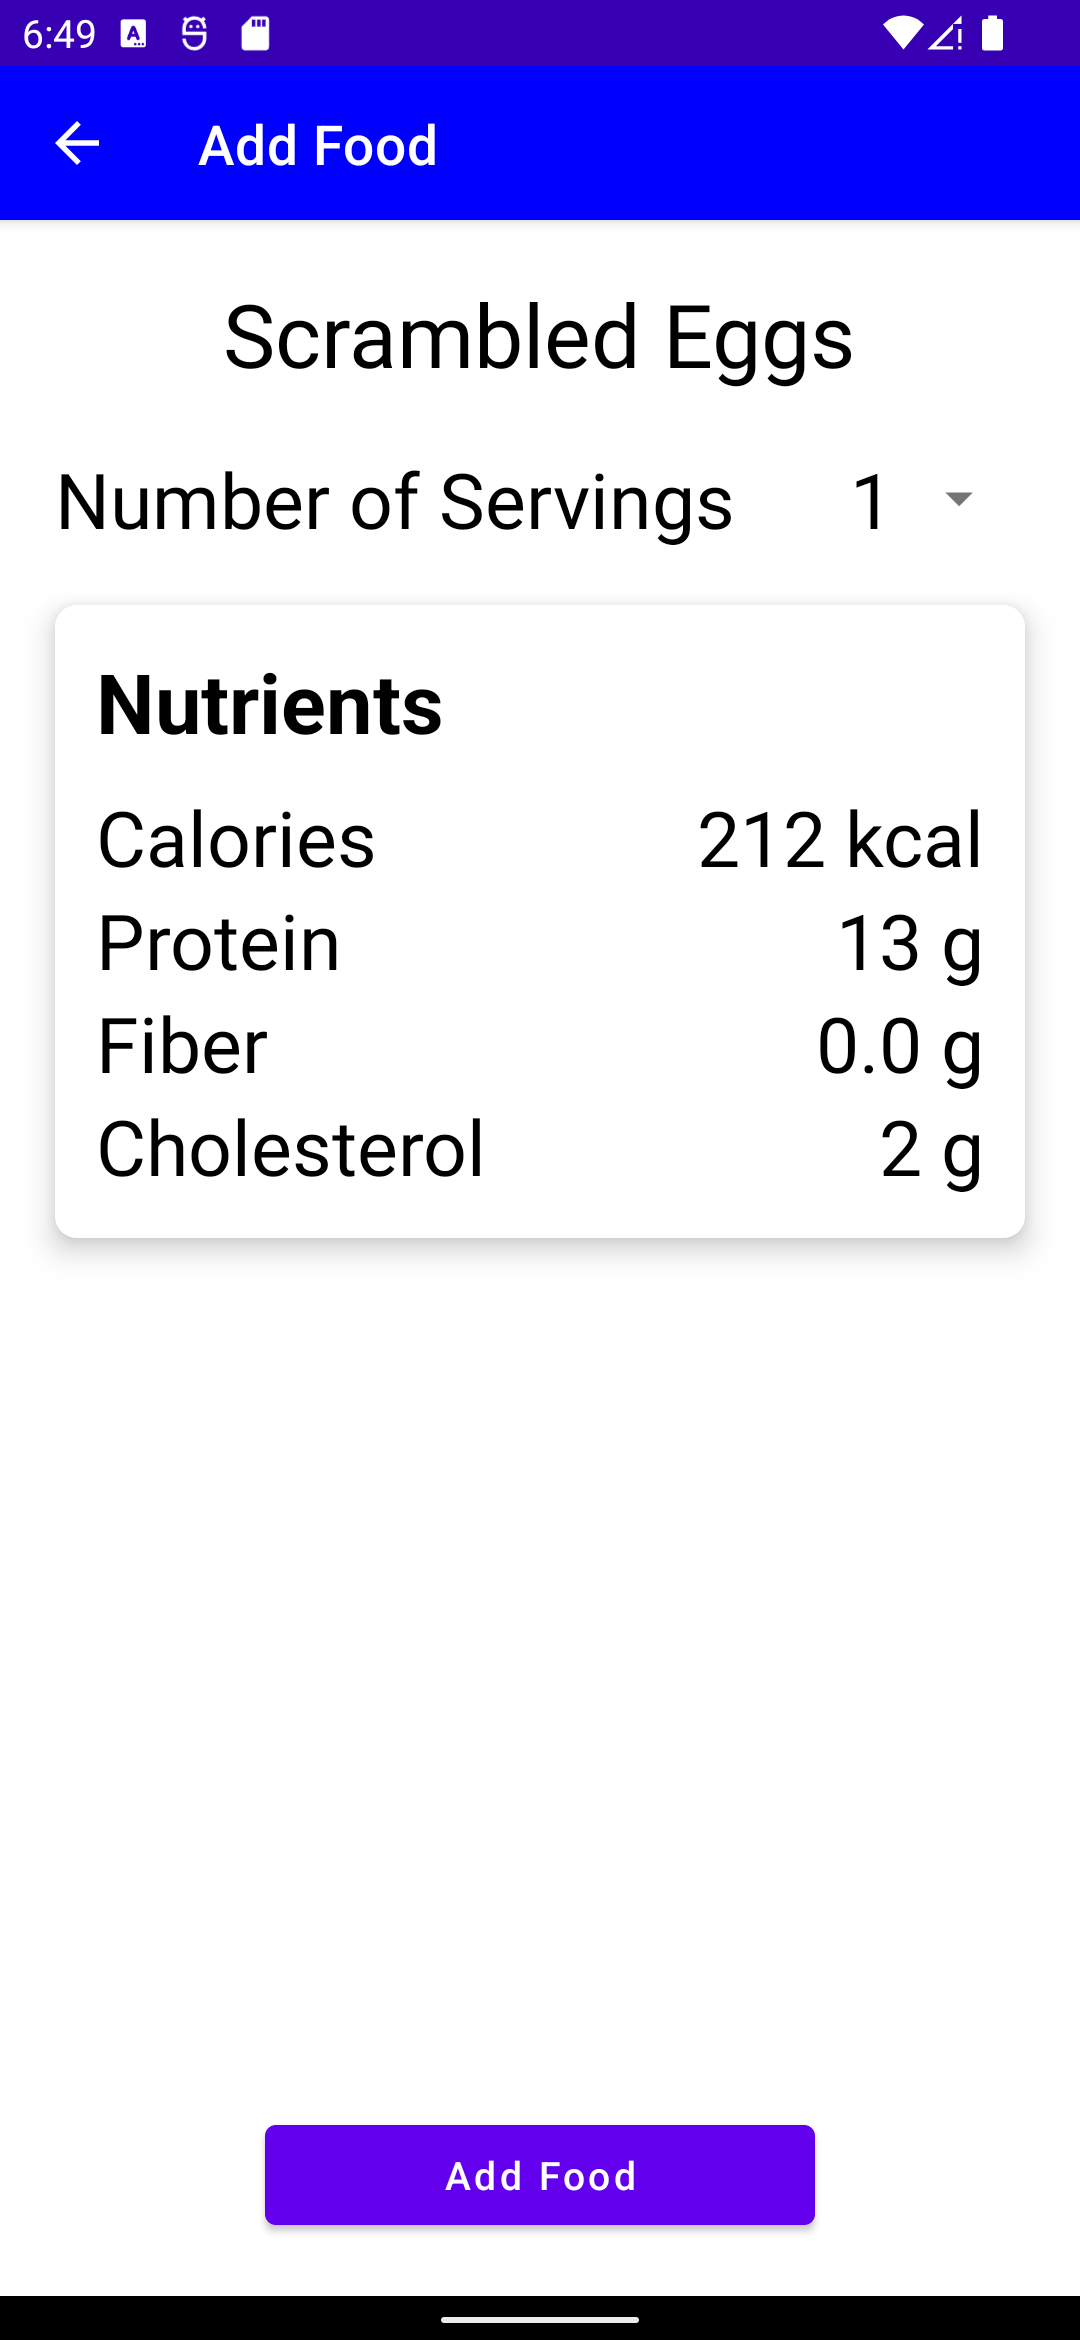 6:49
Add Food
Scrambled Eggs
Number of Servings 1
Nutrients
Calories 212 kcal
Protein 13 g
Fiber 0.0 g
Cholesterol 2 g
Add Food